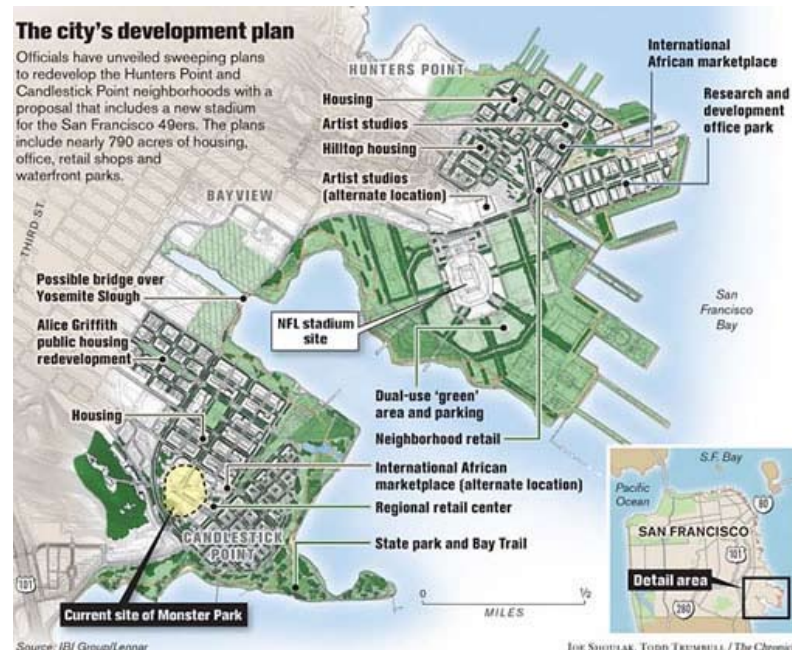 The city's development plan
Officials have unveiled sweeping plans
to redevelop the Hunters Point and
Candlestick Point neighborhoods with a
proposal that includes a new stadium
for the San Francisco 49ers. The plans
include nearly 790 acres of housing,
office, retail shops and
waterfront parks.
HUNTERS POINT
International
African marketplace
Housing
Artist studios
Hilltop housing
Artist studios
(alternate location)
Research and
development
office park
BAYVIEW
THIRD ST.
Possible bridge over
Yosemite Slough
Alice Griffith
public housing
redevelopment
NFL stadium
site
San
Francisco
Bay
Housing
Dual-use 'green'
area and parking
Neighborhood retail
International African
marketplace (alternate location)
Regional retail center
CANDLESTICK
POINT
State park and Bay Trail
101
Current site of Monster Park
0
1/2
MILES
S.F. Bay
Pacific
Ocean
80
SAN FRANCISCO
101
Detail area
280
Source: IBI Group/Lennar
JOE SHOULAK, TODD TRUMBULL / The Chronicle